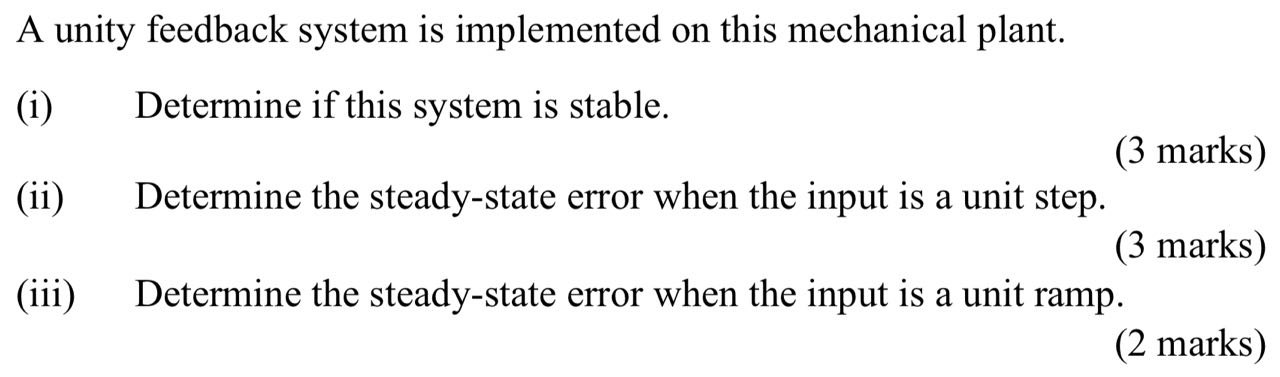 A unity feedback system is implemented on this mechanical plant.
(i) Determine if this system is stable.
(3 marks)
(ii) Determine the steady-state error when the input is a unit step.
(3 marks)
(iii) Determine the steady-state error when the input is a unit ramp.
(2 marks)